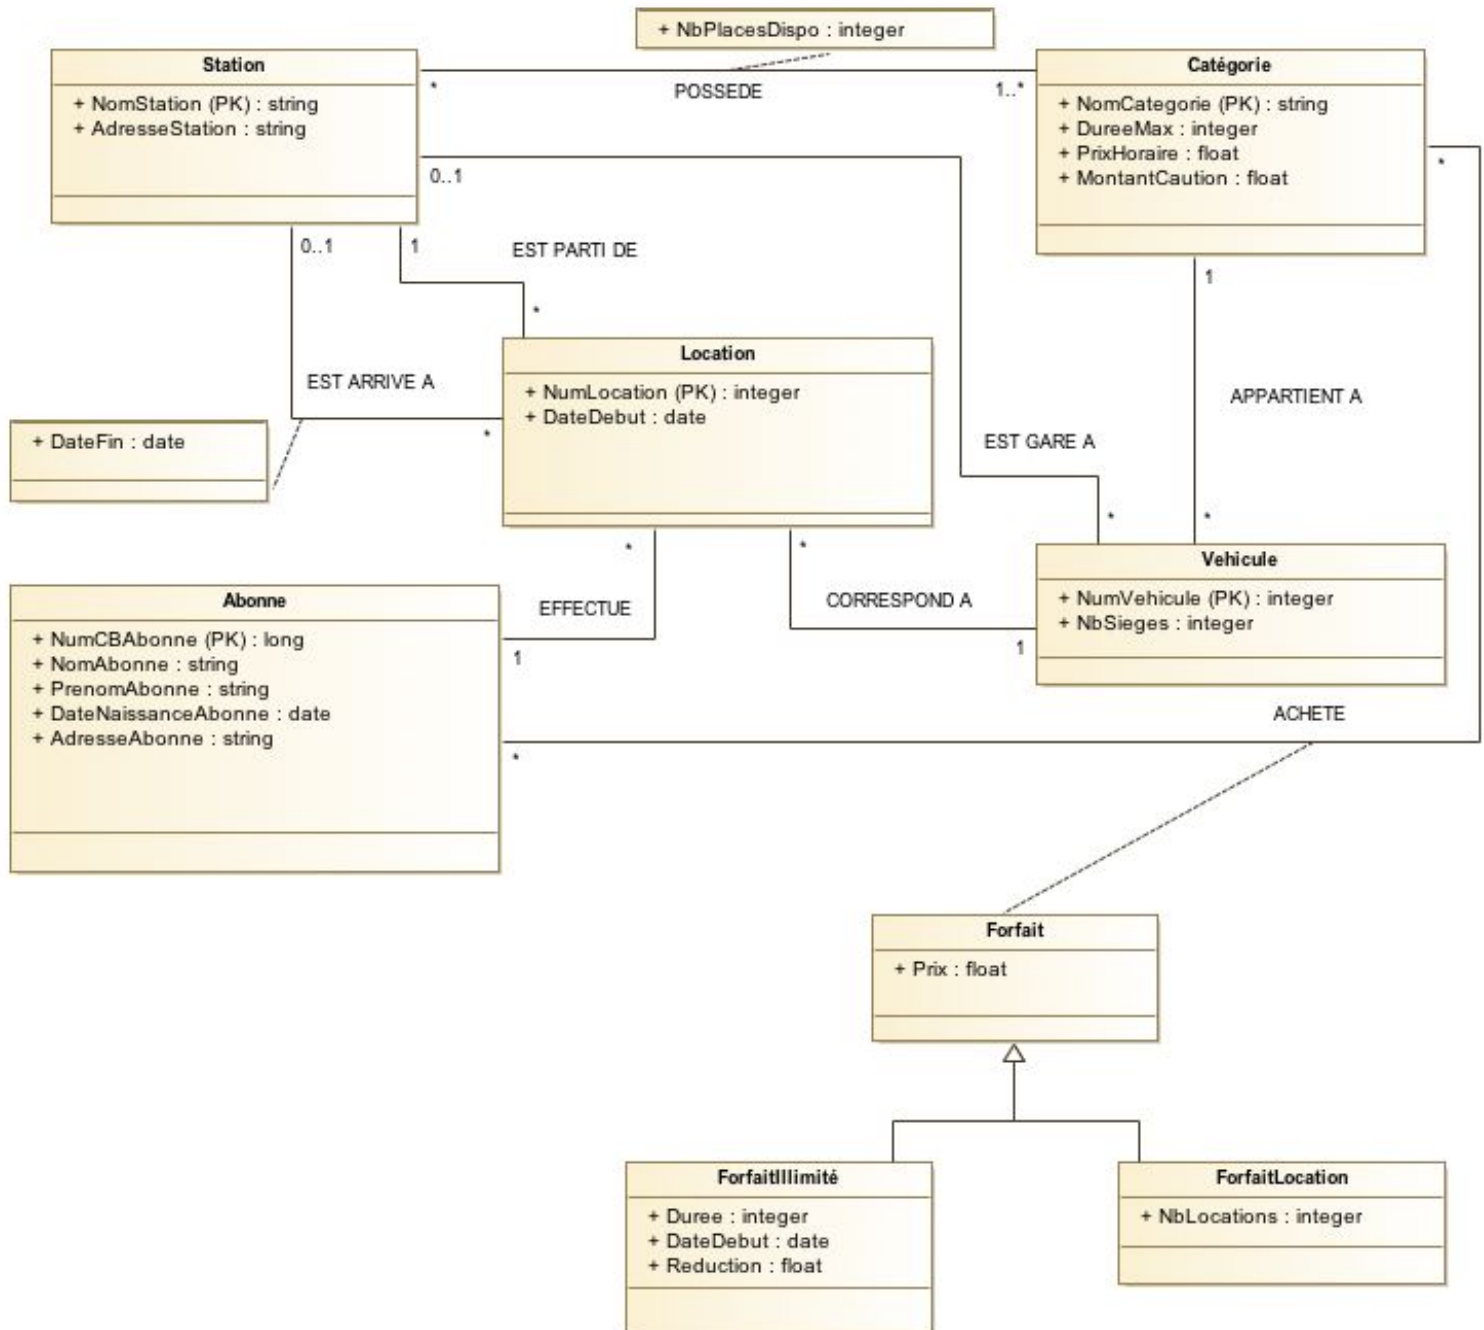 + NbPlacesDispo : integer
Station
+ NomStation (PK) : string
+ AdresseStation : string
*
POSSEDE
1..*
Catégorie
+ NomCategorie (PK) : string
+ DureeMax : integer
+ PrixHoraire : float
+ MontantCaution : float
*
0..1
0..1
1
EST PARTI DE
*
1
Location
+ NumLocation (PK) : integer
+ DateDebut : date
EST ARRIVE A
*
APPARTIENT A
+ DateFin : date
EST GARE A
*
*
Vehicule
+ NumVehicule (PK) : integer
+ NbSieges : integer
*
*
EFFECTUE
CORRESPOND A
1
1
Abonne
+ NumCBAbonne (PK) : long
+ NomAbonne : string
+ PrenomAbonne : string
+ DateNaissanceAbonne : date
+ AdresseAbonne : string
ACHETE
*
Forfait
+ Prix : float
ForfaitIllimité
+ Duree : integer
+ DateDebut : date
+ Reduction : float
ForfaitLocation
+ NbLocations : integer